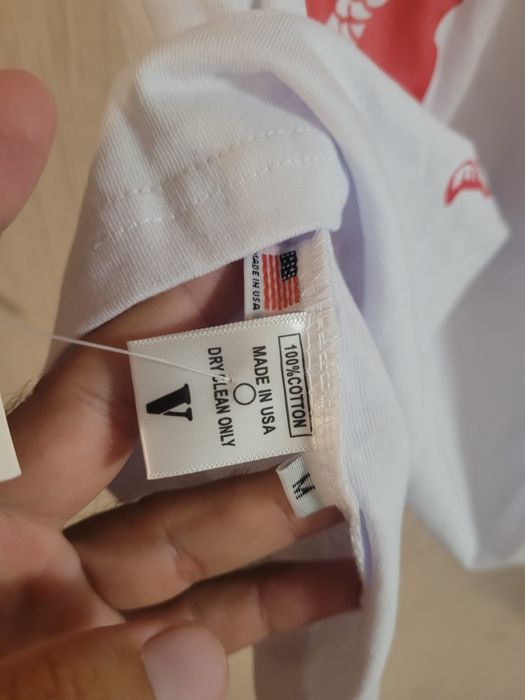 MADE IN USA
100%COTTON
MADE IN USA
DRY CLEAN ONLY
V
M